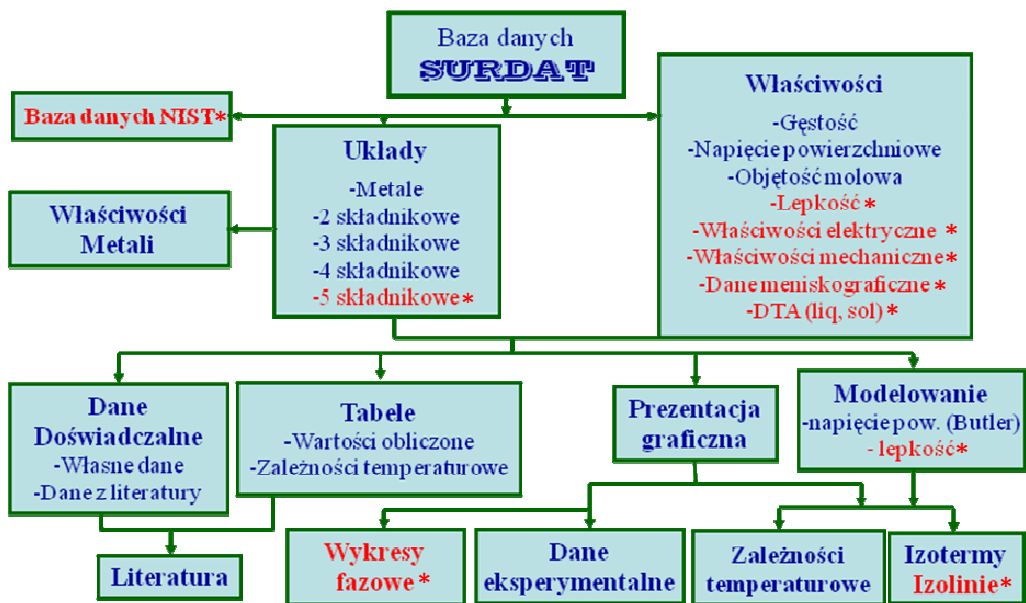 Baza danych
SURDAT
Baza danych NIST*
Układy
-Metale
-2 składnikowe
-3 składnikowe
-4 składnikowe
-5 składnikowe*
Właściwości
-Gęstość
-Napięcie powierzchniowe
-Objętość molowa
-Lepkość*
-Właściwości elektryczne *
-Właściwości mechaniczne*
-Dane meniskograficzne*
-DTA (liq, sol)*
Właściwości
Metali
Dane
Doświadczalne
-Własne dane
-Dane z literatury
Tabele
-Wartości obliczone
-Zależności temperaturowe
Prezentacja
graficzna
Modelowanie
-napięcie pow. (Butler)
- lepkość*
Literatura
Wykresy
fazowe*
Dane
eksperymentalne
Zależności
temperaturowe
Izotermy
Izolinie*